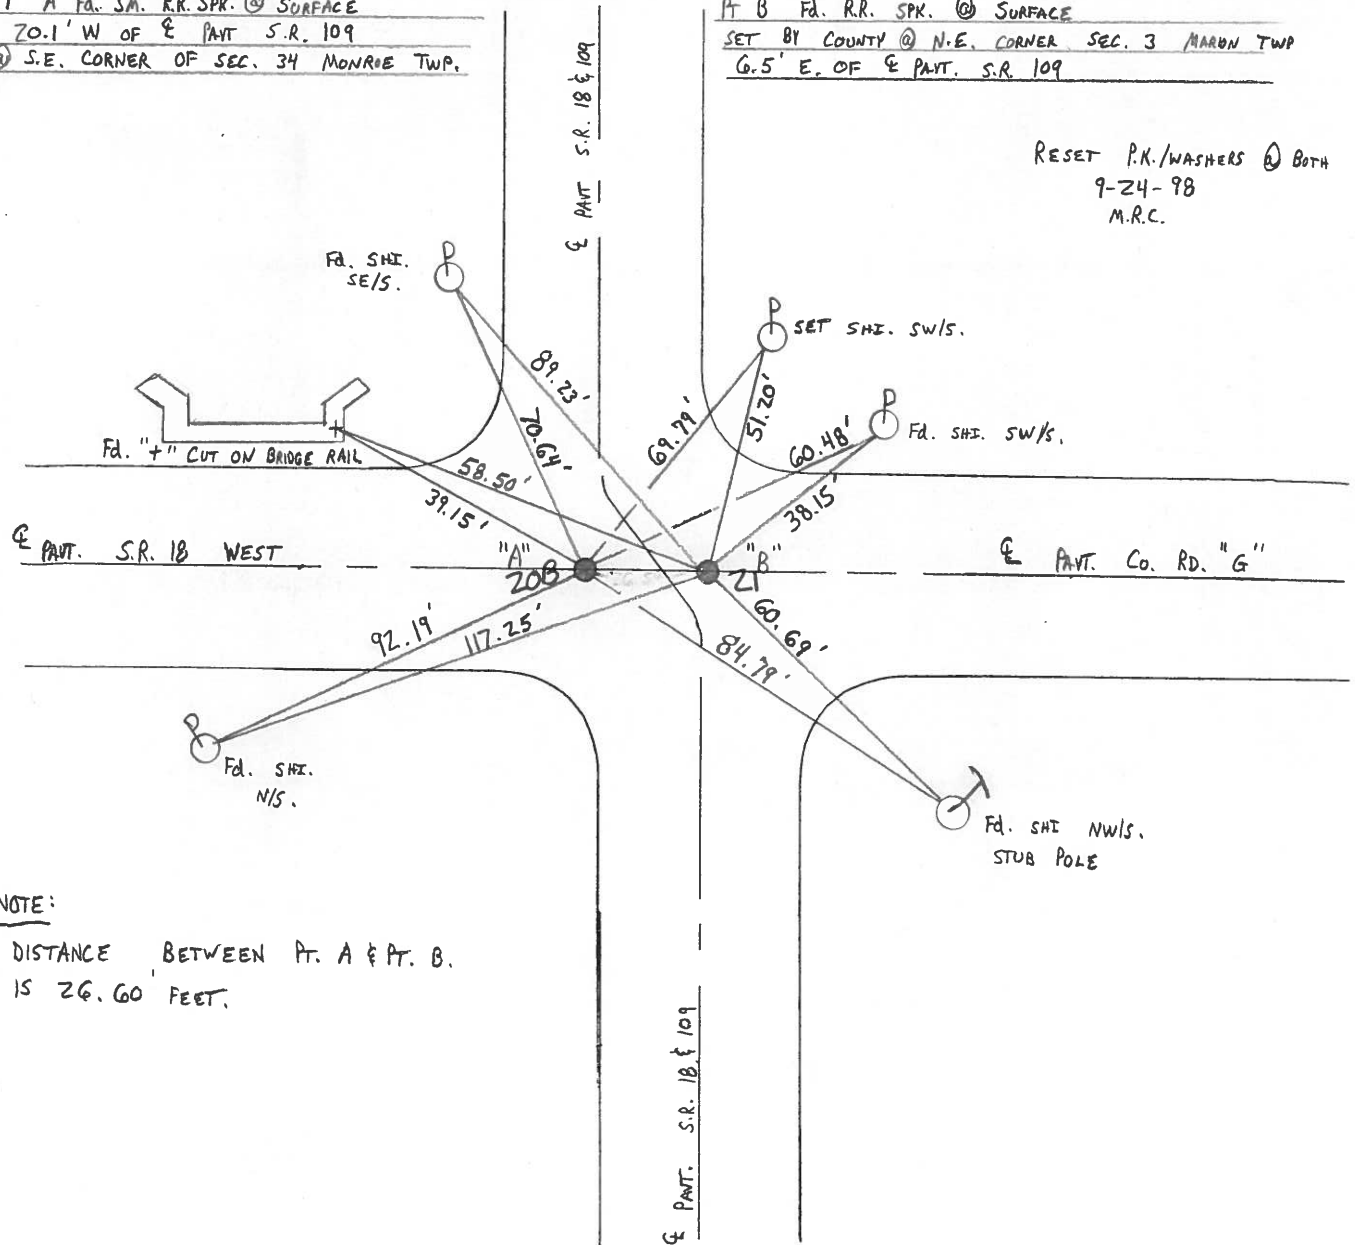 A Fd. SM. R.R. SPK. @ SURFACE
20.1' W OF ℄ PAVT S.R. 109
@ S.E. CORNER OF SEC. 34 MONROE TWP.
PT B Fd. R.R. SPK. @ SURFACE
SET BY COUNTY @ N.E. CORNER SEC. 3 MARION TWP
6.5' E. OF ℄ PAVT. S.R. 109
℄ PAVT S.R. 18 & 109
RESET P.K./WASHERS @ BOTH
9-24-98
M.R.C.
Fd. SHI.
SE/S.
P
P
SET SHI. SW/S.
P
Fd. SHI. SW/S.
89.23'
70.64'
69.79'
51.20'
60.48'
38.15'
+
Fd. "+" CUT ON BRIDGE RAIL
58.50'
39.15'
℄ PAVT. S.R. 18 WEST
"A"
20B
"B"
21
℄ PAVT. CO. RD. "G"
92.19'
117.25'
60.69'
84.79'
P
Fd. SHI.
N/S.
Fd. SHI NW/S.
STUB POLE
NOTE:
DISTANCE BETWEEN PT. A & PT. B.
IS 26.60' FEET.
℄ PAVT. S.R. 18 & 109